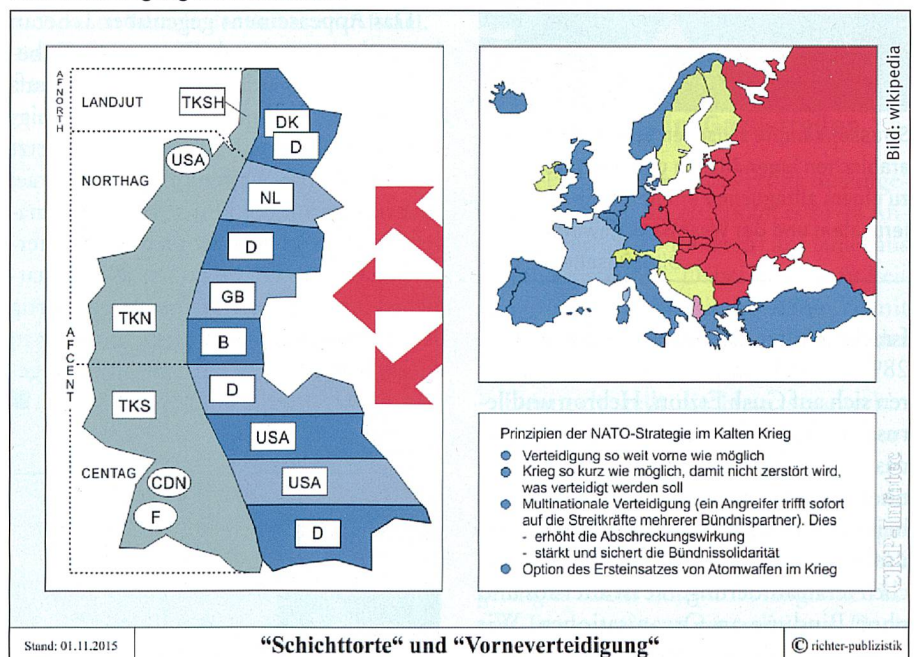 AFNORTH
LANDJUT
TKSH
DK
D
USA
NORTHAG
NL
D
GB
TKN
B
AFCENT
D
TKS
USA
CENTAG
CDN
USA
F
D
Bild: wikipedia
Prinzipien der NATO-Strategie im Kalten Krieg
Verteidigung so weit vorne wie möglich
Krieg so kurz wie möglich, damit nicht zerstört wird,
was verteidigt werden soll
Multinationale Verteidigung (ein Angreifer trifft sofort
auf die Streitkräfte mehrerer Bündnispartner). Dies
- erhöht die Abschreckungswirkung
- stärkt und sichert die Bündnissolidarität
Option des Ersteinsatzes von Atomwaffen im Krieg
CRP-Infotec
Stand: 01.11.2015
"Schichttorte“ und "Vorneverteidigung“
© richter-publizistik